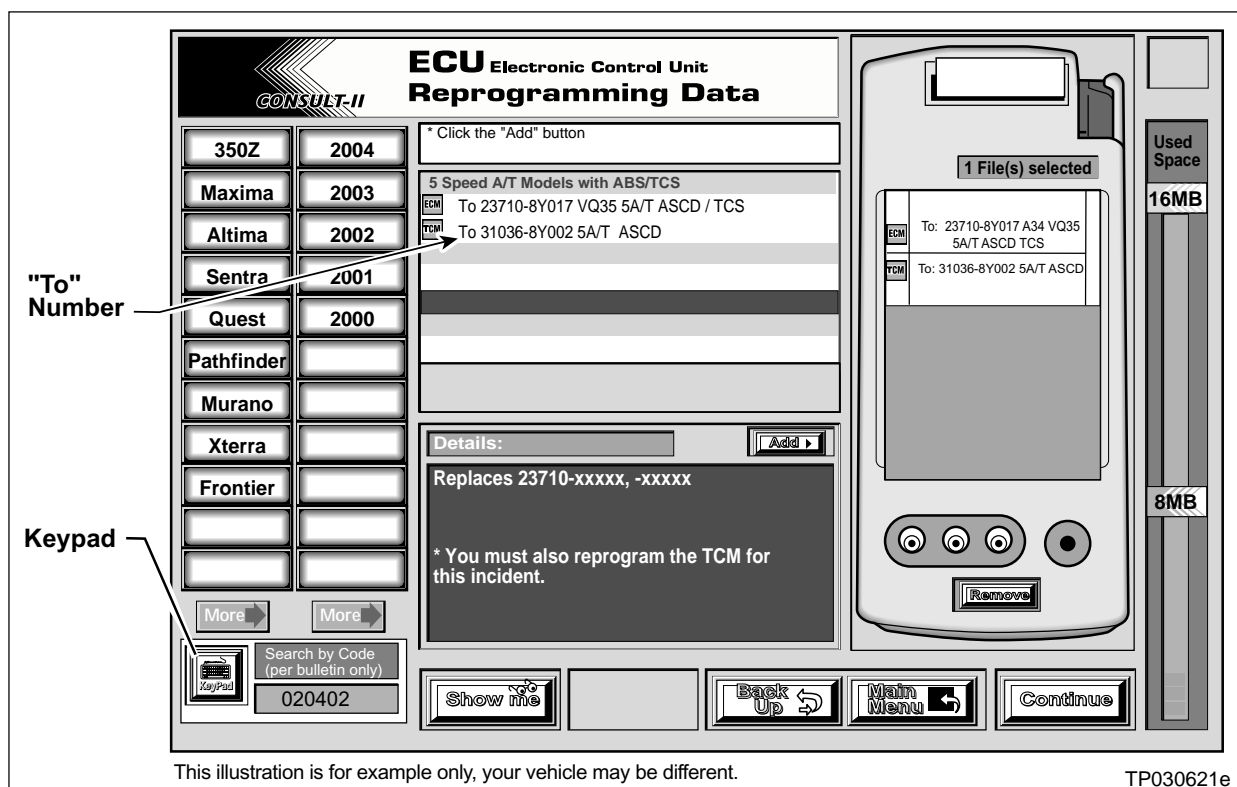 CONSULT-II
ECU Electronic Control Unit
Reprogramming Data
350Z
Maxima
Altima
Sentra
Quest
Pathfinder
Murano
Xterra
Frontier
More
2004
2003
2002
2001
2000
More
KeyPad
Search by Code
(per bulletin only)
020402
"To"
Number
Keypad
* Click the "Add" button
5 Speed A/T Models with ABS/TCS
ECM To 23710-8Y017 VQ35 5A/T ASCD / TCS
TCM To 31036-8Y002 5A/T ASCD
Details:
Add
Replaces 23710-xxxxx, -xxxxx
* You must also reprogram the TCM for
this incident.
Show me
Back
Up
Main
Menu
Continue
1 File(s) selected
ECM To: 23710-8Y017 A34 VQ35
5A/T ASCD TCS
TCM To: 31036-8Y002 5A/T ASCD
Remove
Used
Space
16MB
8MB
This illustration is for example only, your vehicle may be different.
TP030621e